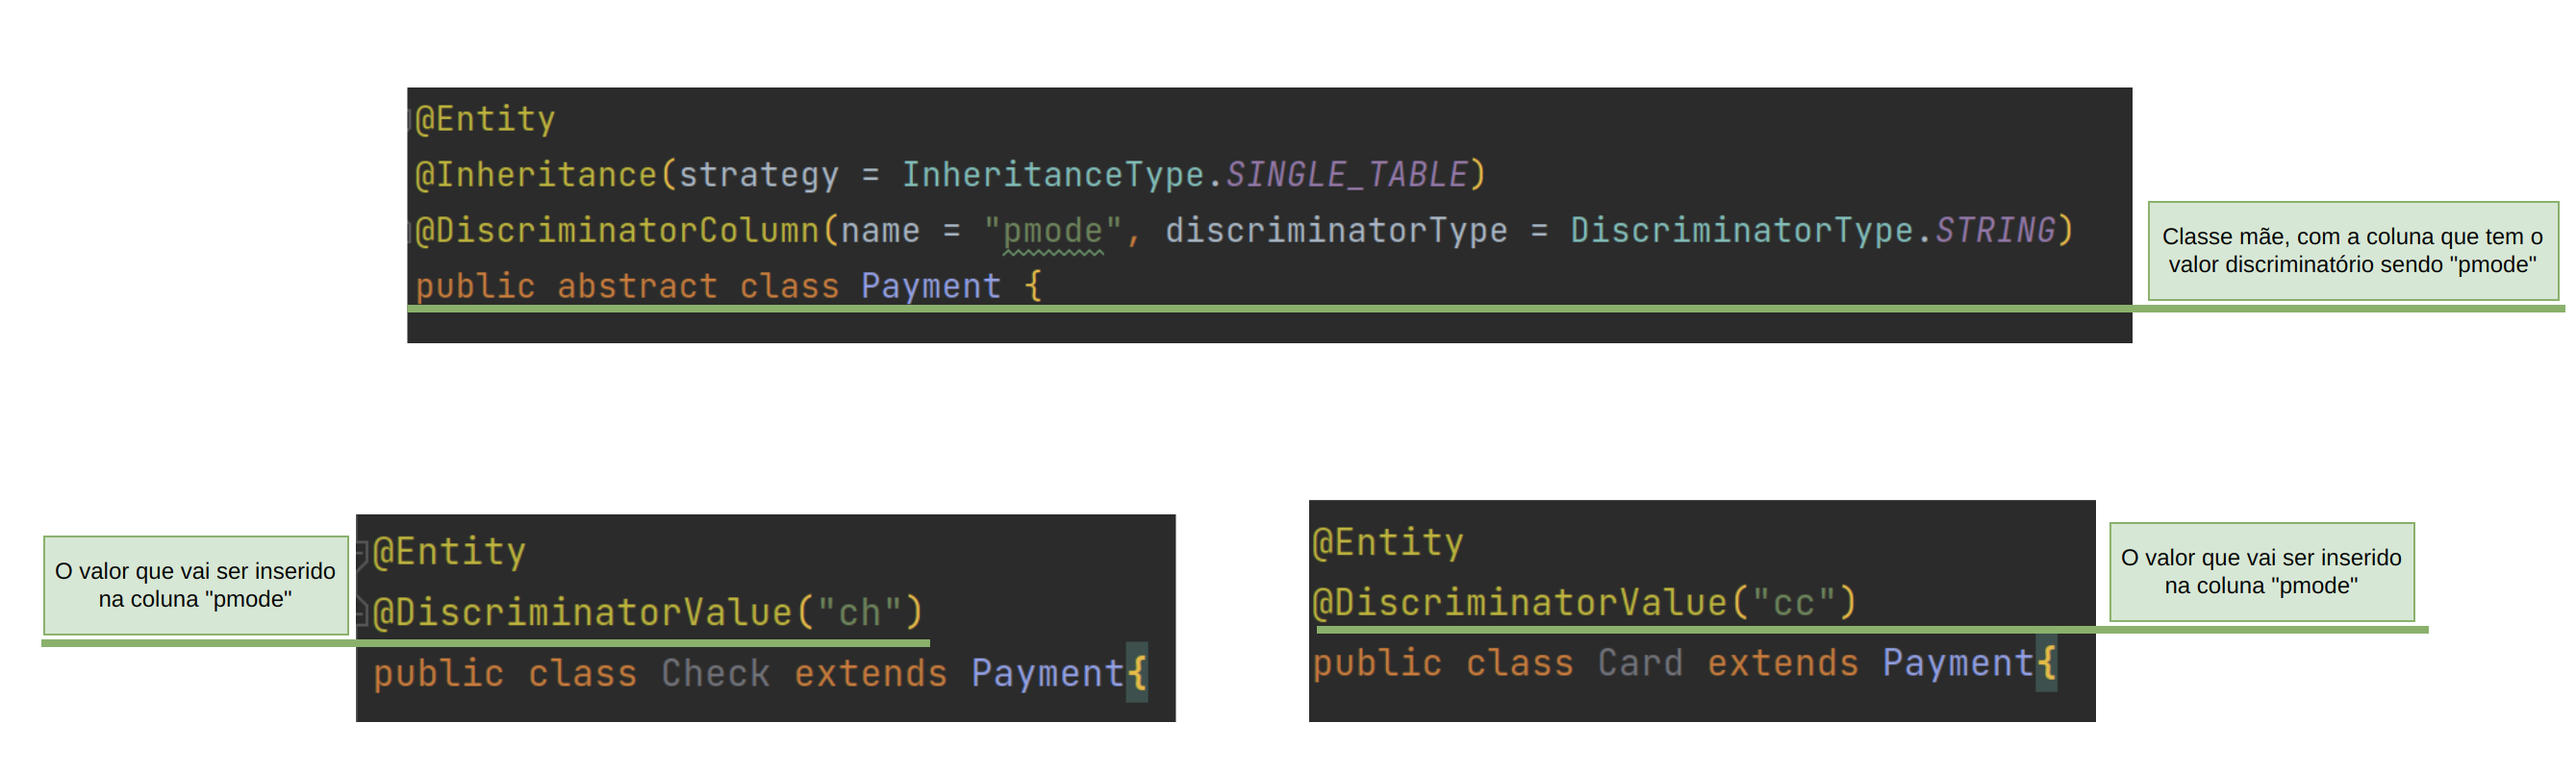 @Entity
@Inheritance(strategy = InheritanceType.SINGLE_TABLE)
@DiscriminatorColumn(name = "pmode", discriminatorType = DiscriminatorType.STRING)
public abstract class Payment {
Classe mãe, com a coluna que tem o
valor discriminatório sendo "pmode"
O valor que vai ser inserido
na coluna "pmode"
@Entity
@DiscriminatorValue("ch")
public class Check extends Payment{
@Entity
@DiscriminatorValue("cc")
public class Card extends Payment{
O valor que vai ser inserido
na coluna "pmode"